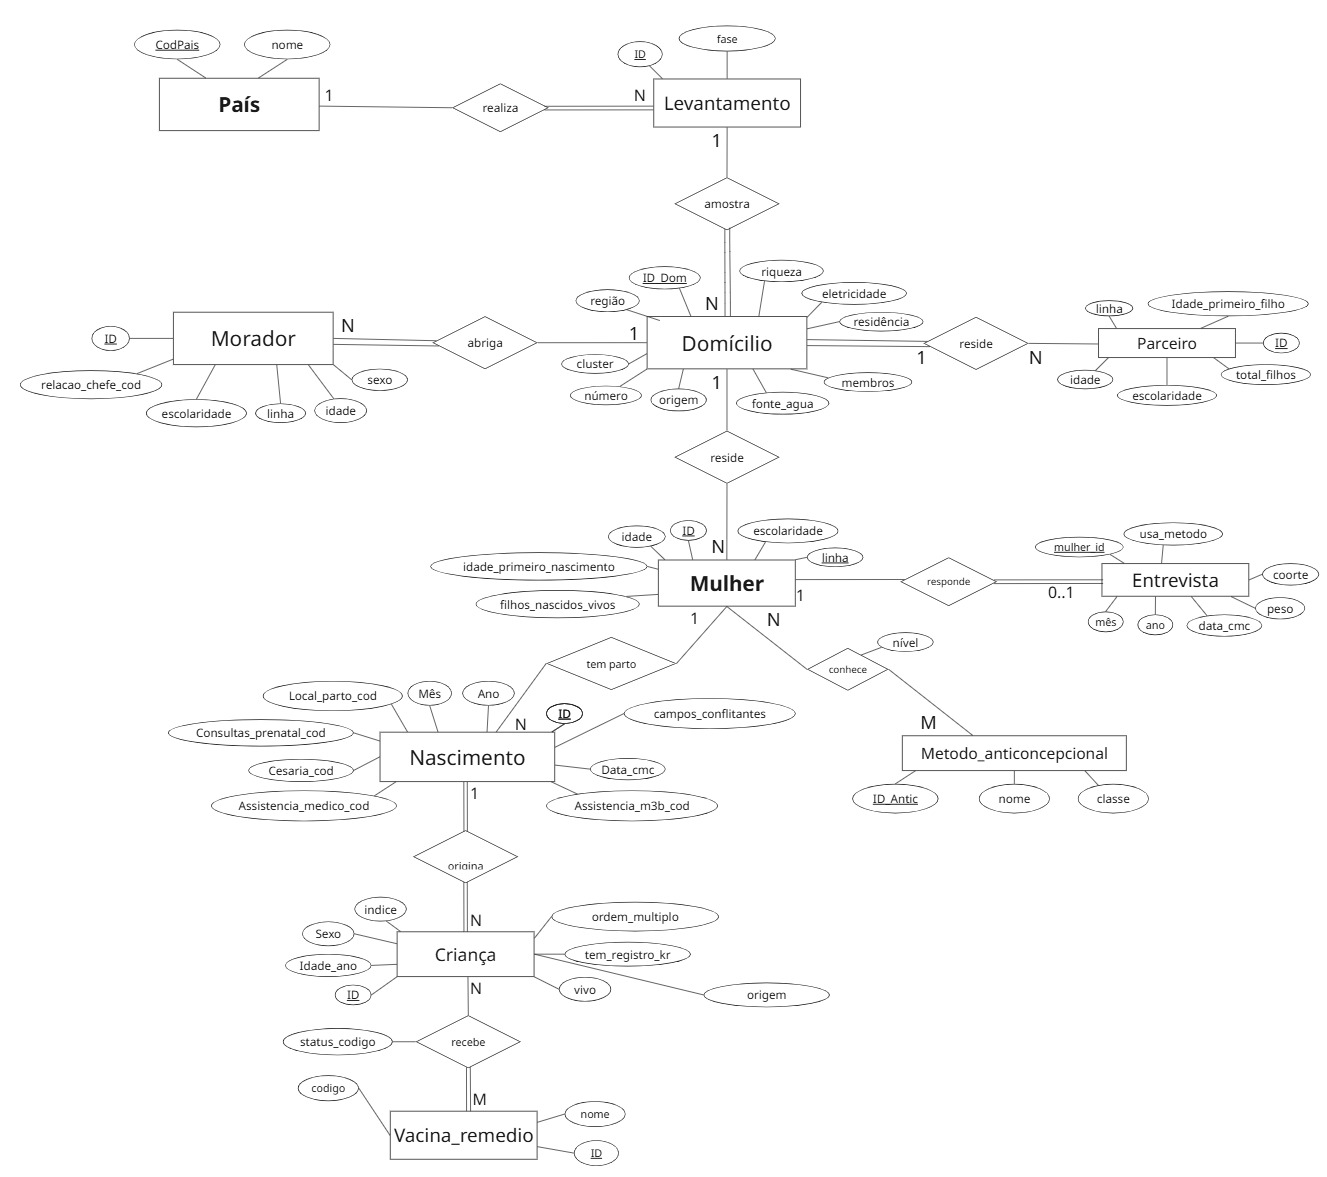 CodPais
nome
País
1
realiza
N
ID
fase
Levantamento
1
amostra
N
ID_Dom
riqueza
região
eletricidade
residência
Domícilio
cluster
número
origem
fonte_agua
membros
1
1
1
N
abriga
Morador
ID
relacao_chefe_cod
escolaridade
linha
idade
sexo
reside
N
linha
Idade_primeiro_filho
Parceiro
ID
idade
escolaridade
total_filhos
reside
N
idade
ID
escolaridade
linha
idade_primeiro_nascimento
filhos_nascidos_vivos
Mulher
1
1
N
responde
0..1
mulher_id
usa_metodo
Entrevista
coorte
peso
mês
ano
data_cmc
tem parto
conhece
nível
M
Metodo_anticoncepcional
ID_Antic
nome
classe
N
Local_parto_cod
Mês
Ano
ID
campos_conflitantes
Consultas_prenatal_cod
Nascimento
Cesaria_cod
Data_cmc
Assistencia_medico_cod
Assistencia_m3b_cod
1
origina
N
indice
ordem_multiplo
Sexo
Criança
tem_registro_kr
Idade_ano
ID
vivo
origem
N
status_codigo
recebe
M
codigo
nome
Vacina_remedio
ID